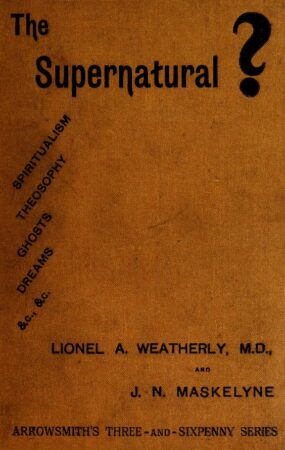 The
Supernatural ?
SPIRITUALISM
THEOSOPHY
GHOSTS
DREAMS
&c., &c.
LIONEL A. WEATHERLY, M.D.,
AND
J. N. MASKELYNE
ARROWSMITH'S THREE-AND-SIXPENNY SERIES